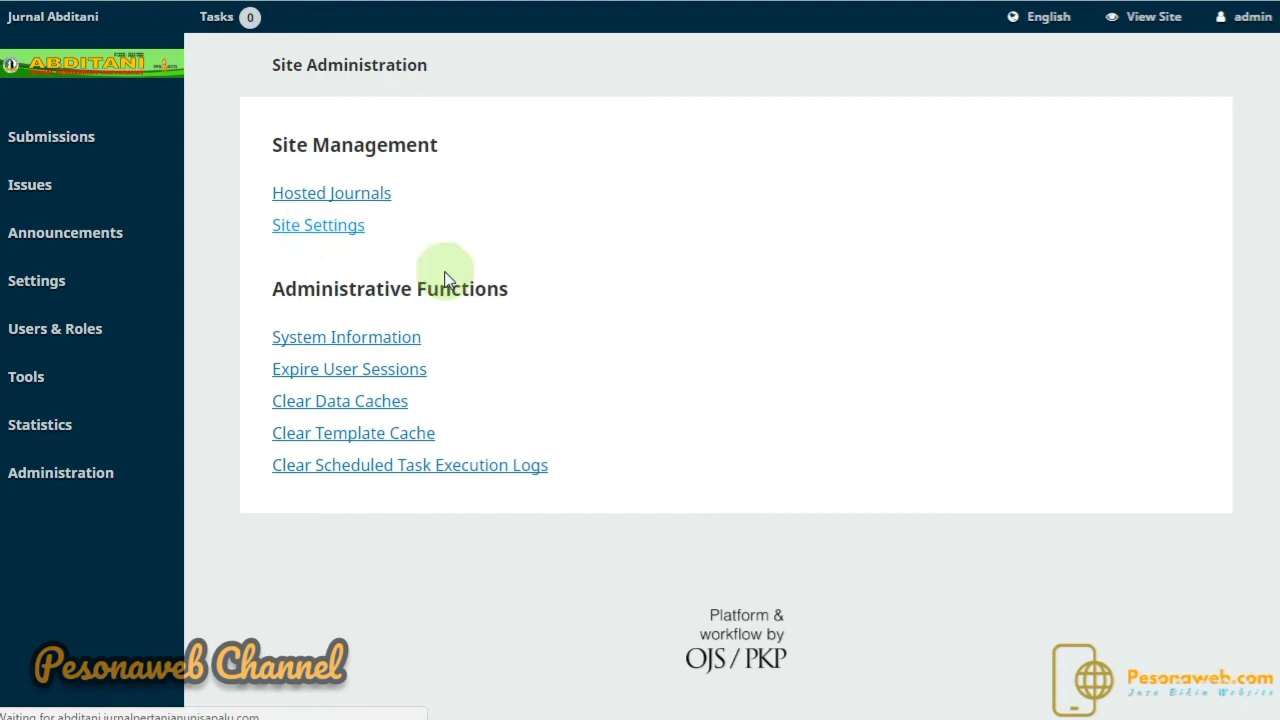 Jurnal Abditani
Tasks 0
English
View Site
admin
ABDITANI
Submissions
Issues
Announcements
Settings
Users & Roles
Tools
Statistics
Administration
Site Administration
Site Management
Hosted Journals
Site Settings
Administrative Functions
System Information
Expire User Sessions
Clear Data Caches
Clear Template Cache
Clear Scheduled Task Execution Logs
Platform &
workflow by
OJS / PKP
Pesonaweb Channel
Pesonaweb.com
Jasa Bikin Website
Waiting for abditani.jurnalpertanianunisapalu.com